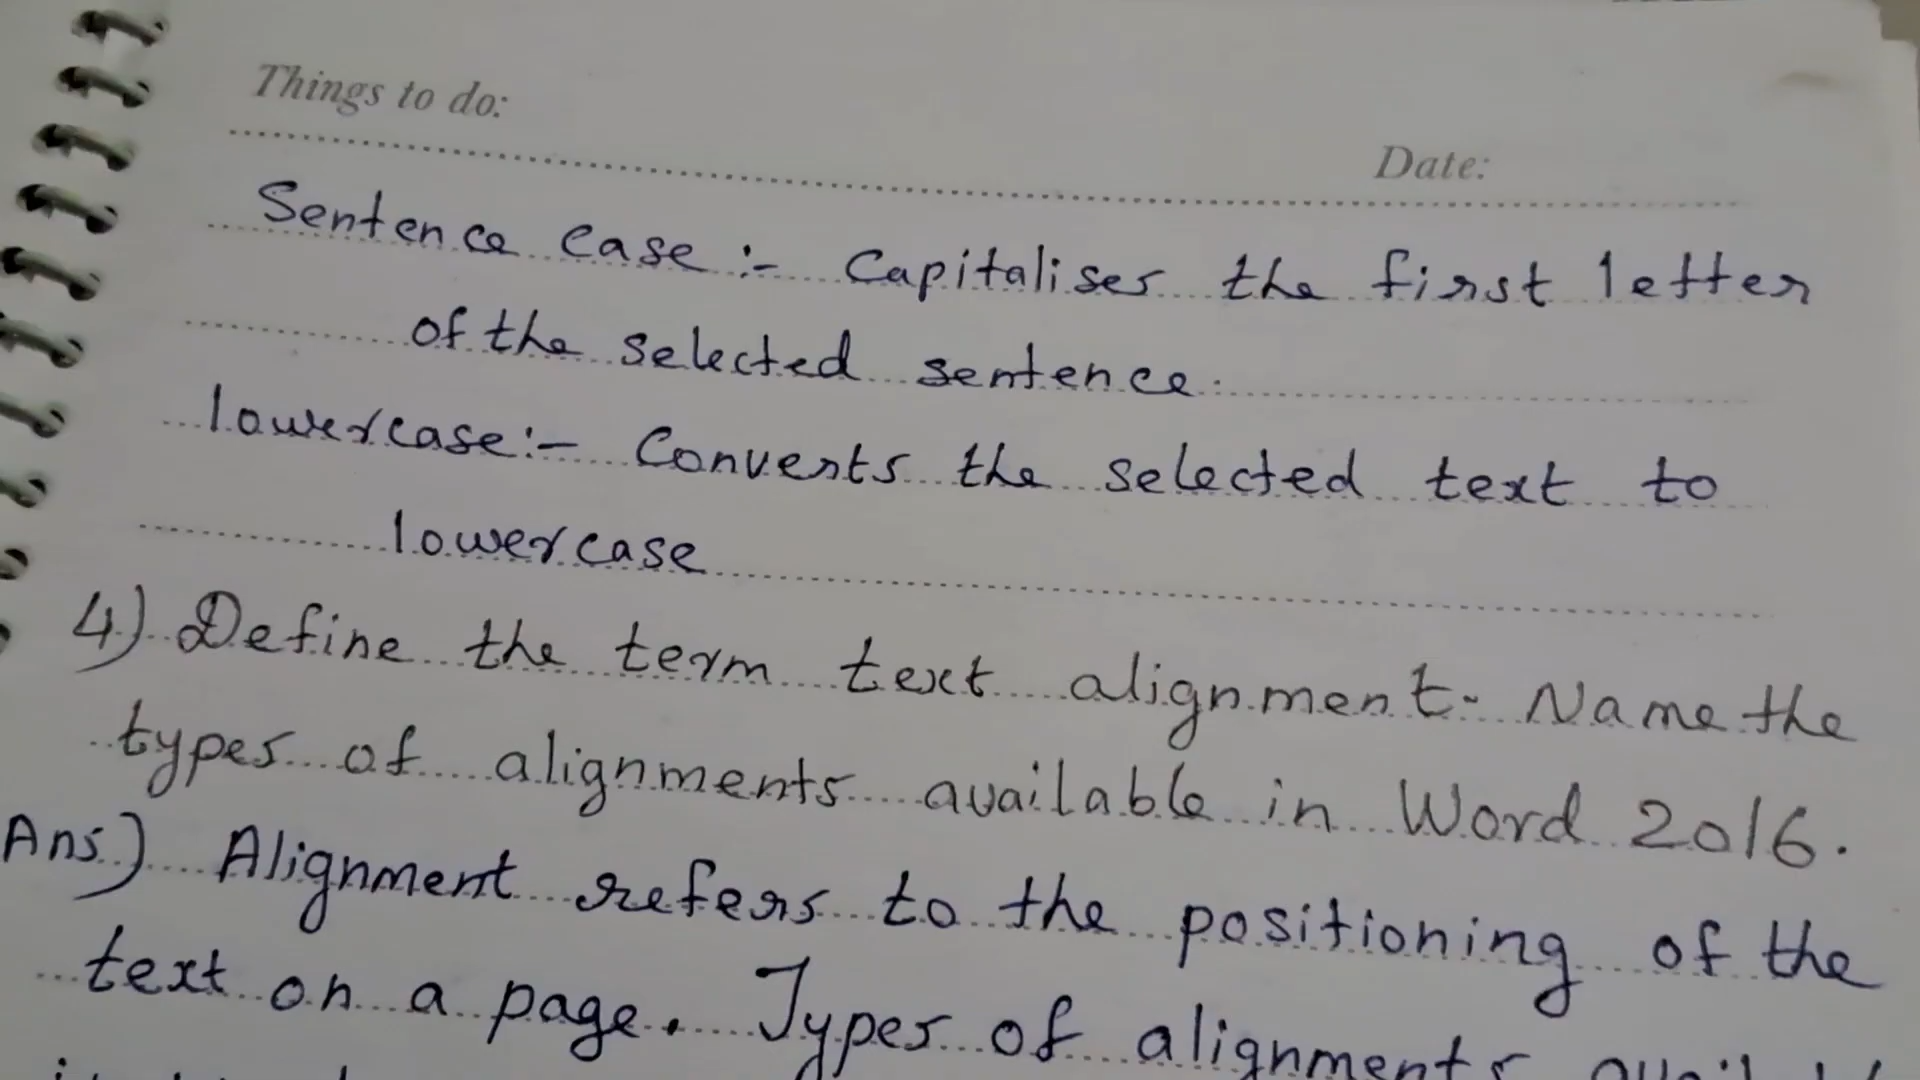 Things to do:
Date:
Sentence case :- Capitalises the first letter
of the selected sentence.
lowercase:- Converts the selected text to
lowercase
4) Define the term text alignment. Name the
types of alignments available in Word 2016.
Ans) Alignment refers to the positioning of the
text on a page. Types of alignments